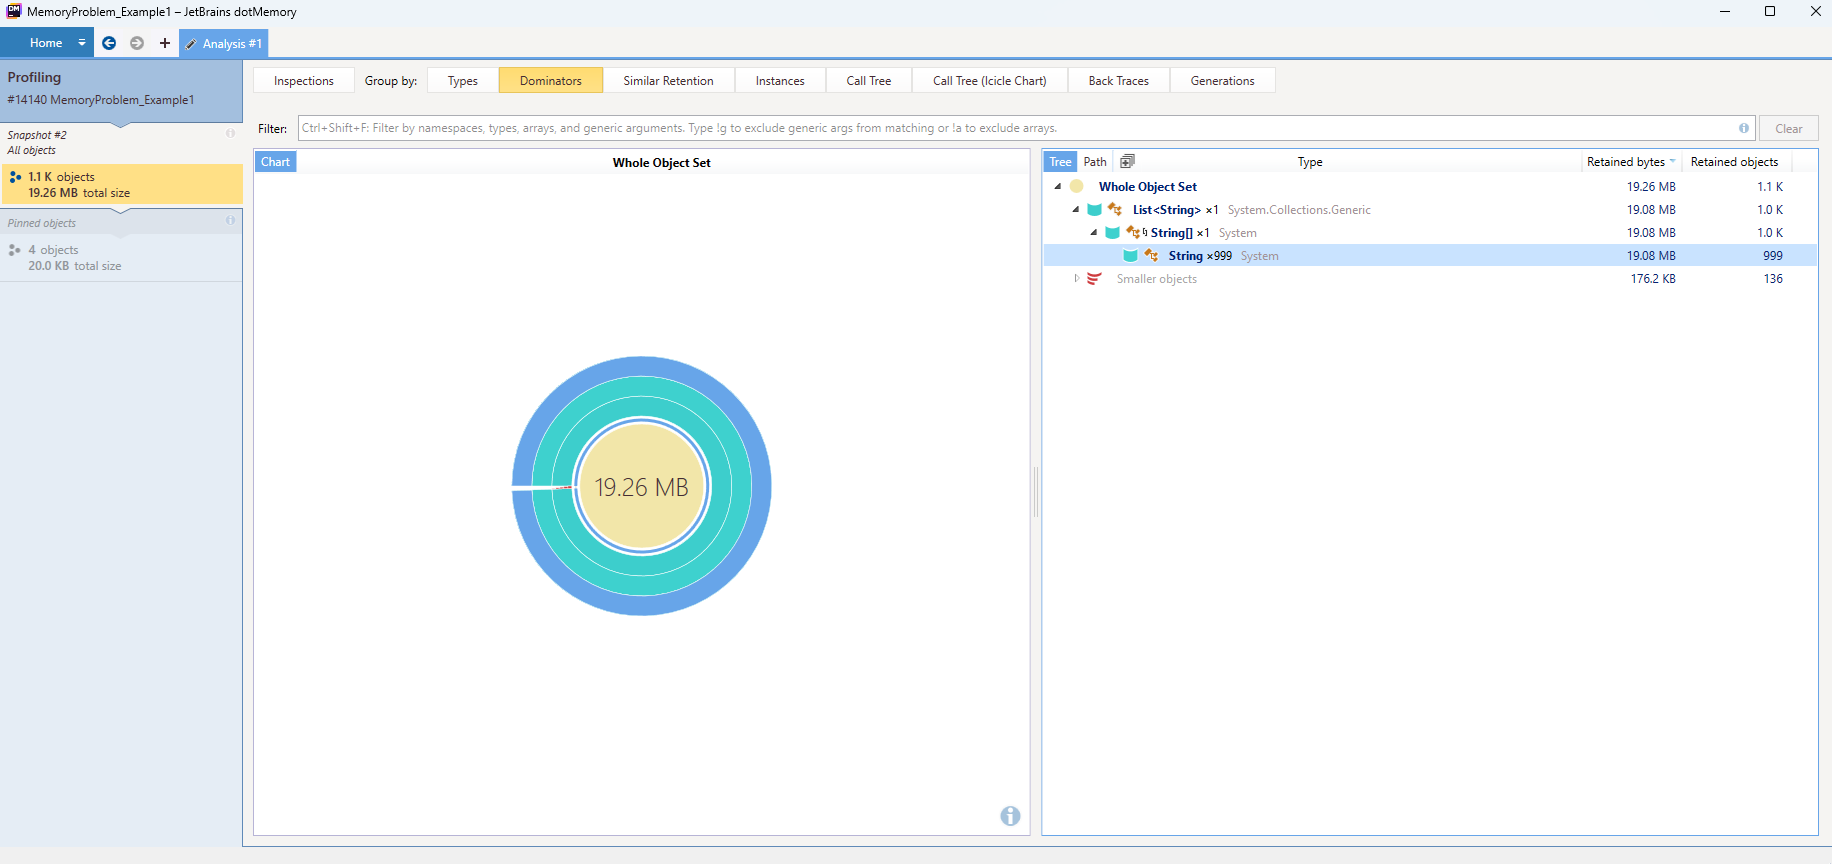 MemoryProblem_Example1 – JetBrains dotMemory
Home
Analysis #1
Profiling
#14140 MemoryProblem_Example1
Snapshot #2
All objects
1.1 K objects
19.26 MB total size
Pinned objects
4 objects
20.0 KB total size
Inspections Group by: Types Dominators Similar Retention Instances Call Tree Call Tree (Icicle Chart) Back Traces Generations
Filter: Ctrl+Shift+F: Filter by namespaces, types, arrays, and generic arguments. Type !g to exclude generic args from matching or !a to exclude arrays. Clear
Chart Whole Object Set
19.26 MB
Tree Path Type Retained bytes Retained objects
Whole Object Set 19.26 MB 1.1 K
List<String> ×1 System.Collections.Generic 19.08 MB 1.0 K
String[] ×1 System 19.08 MB 1.0 K
String ×999 System 19.08 MB 999
Smaller objects 176.2 KB 136